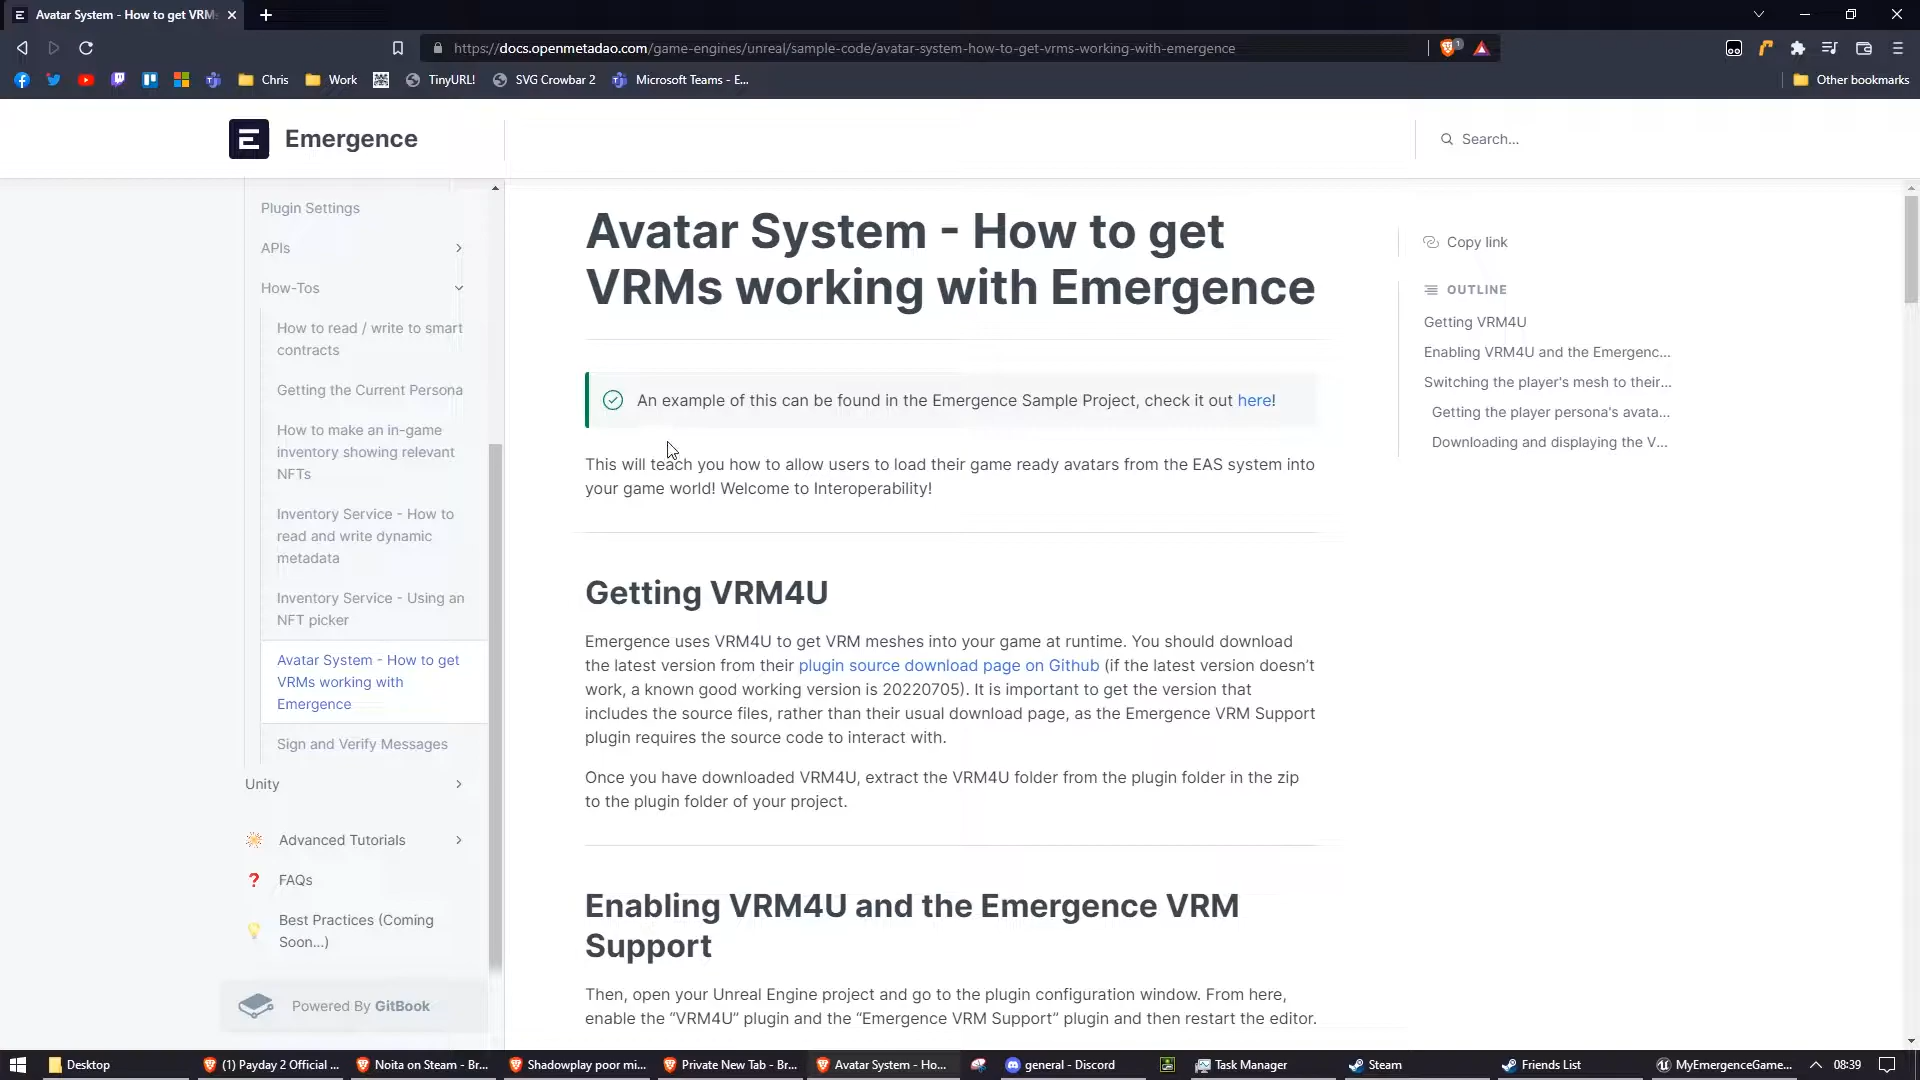 Avatar System - How to get VRMs
https://docs.openmetadao.com/game-engines/unreal/sample-code/avatar-system-how-to-get-vrms-working-with-emergence
1
Chris
Work
TinyURL!
SVG Crowbar 2
Microsoft Teams - E...
Other bookmarks
E Emergence
Search...
Plugin Settings
APIs
How-Tos
How to read / write to smart
contracts
Getting the Current Persona
How to make an in-game
inventory showing relevant
NFTs
Inventory Service - How to
read and write dynamic
metadata
Inventory Service - Using an
NFT picker
Avatar System - How to get
VRMs working with
Emergence
Sign and Verify Messages
Unity
Advanced Tutorials
FAQs
Best Practices (Coming
Soon...)
Powered By GitBook
Avatar System - How to get
VRMs working with Emergence
An example of this can be found in the Emergence Sample Project, check it out here!
This will teach you how to allow users to load their game ready avatars from the EAS system into
your game world! Welcome to Interoperability!
Getting VRM4U
Emergence uses VRM4U to get VRM meshes into your game at runtime. You should download
the latest version from their plugin source download page on Github (if the latest version doesn't
work, a known good working version is 20220705). It is important to get the version that
includes the source files, rather than their usual download page, as the Emergence VRM Support
plugin requires the source code to interact with.
Once you have downloaded VRM4U, extract the VRM4U folder from the plugin folder in the zip
to the plugin folder of your project.
Enabling VRM4U and the Emergence VRM
Support
Then, open your Unreal Engine project and go to the plugin configuration window. From here,
enable the “VRM4U” plugin and the “Emergence VRM Support” plugin and then restart the editor.
Copy link
OUTLINE
Getting VRM4U
Enabling VRM4U and the Emergenc...
Switching the player's mesh to their...
Getting the player persona's avata...
Downloading and displaying the V...
Desktop
(1) Payday 2 Official ...
Noita on Steam - Br...
Shadowplay poor mi...
Private New Tab - Br...
Avatar System - Ho...
general - Discord
Task Manager
Steam
Friends List
MyEmergenceGame...
08:39